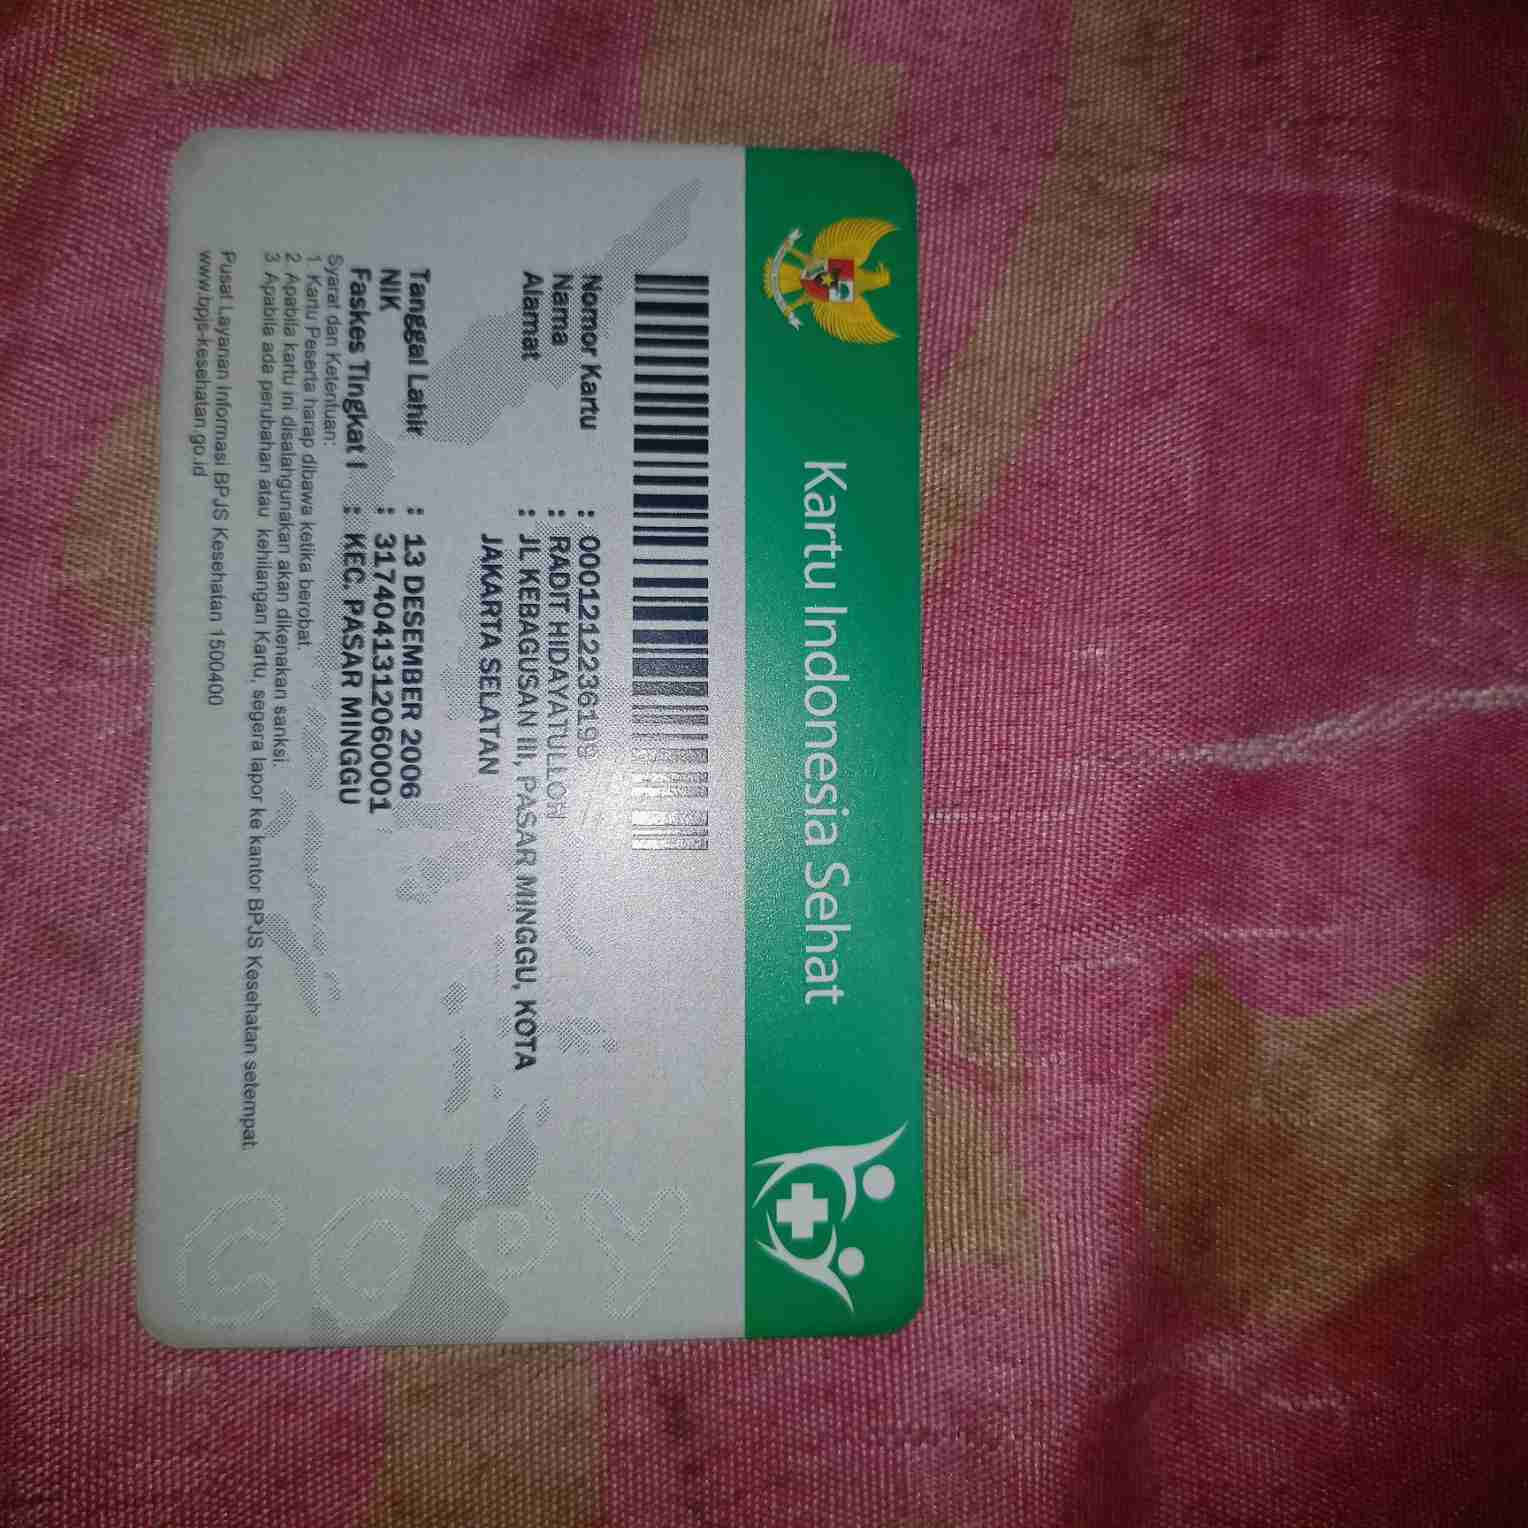 Kartu Indonesia Sehat
Nomor Kartu : 0001212236199
Nama : RADIT HIDAYATULLOH
Alamat : JL KEBAGUSAN III, PASAR MINGGU, KOTA
JAKARTA SELATAN
Tanggal Lahir : 13 DESEMBER 2006
NIK : 3174041312060001
Faskes Tingkat I : KEC. PASAR MINGGU
Syarat dan Ketentuan:
1. Kartu Peserta harap dibawa ketika berobat.
2 Apabila kartu ini disalahgunakan akan dikenakan sanksi.
3 Apabila ada perubahan atau kehilangan Kartu, segera lapor ke kantor BPJS Kesehatan setempat.
Pusat Layanan Informasi BPJS Kesehatan 1500400
www.bpjs-kesehatan.go.id
COPY